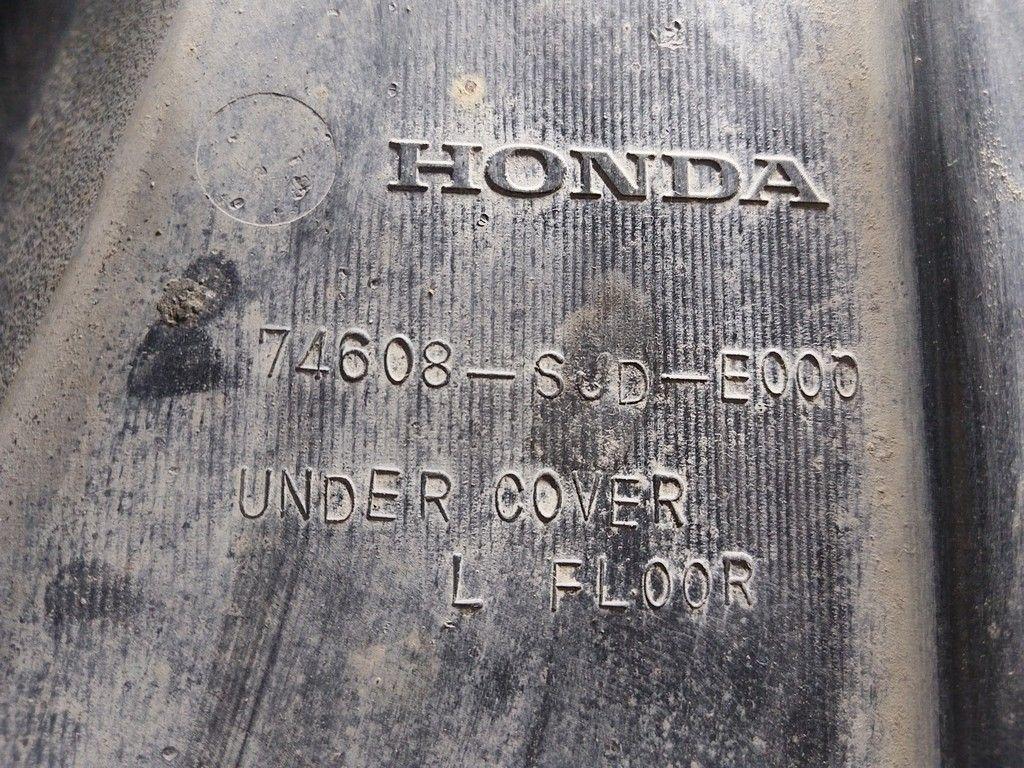 HONDA
74608-SJD-E000
UNDER COVER
L FLOOR